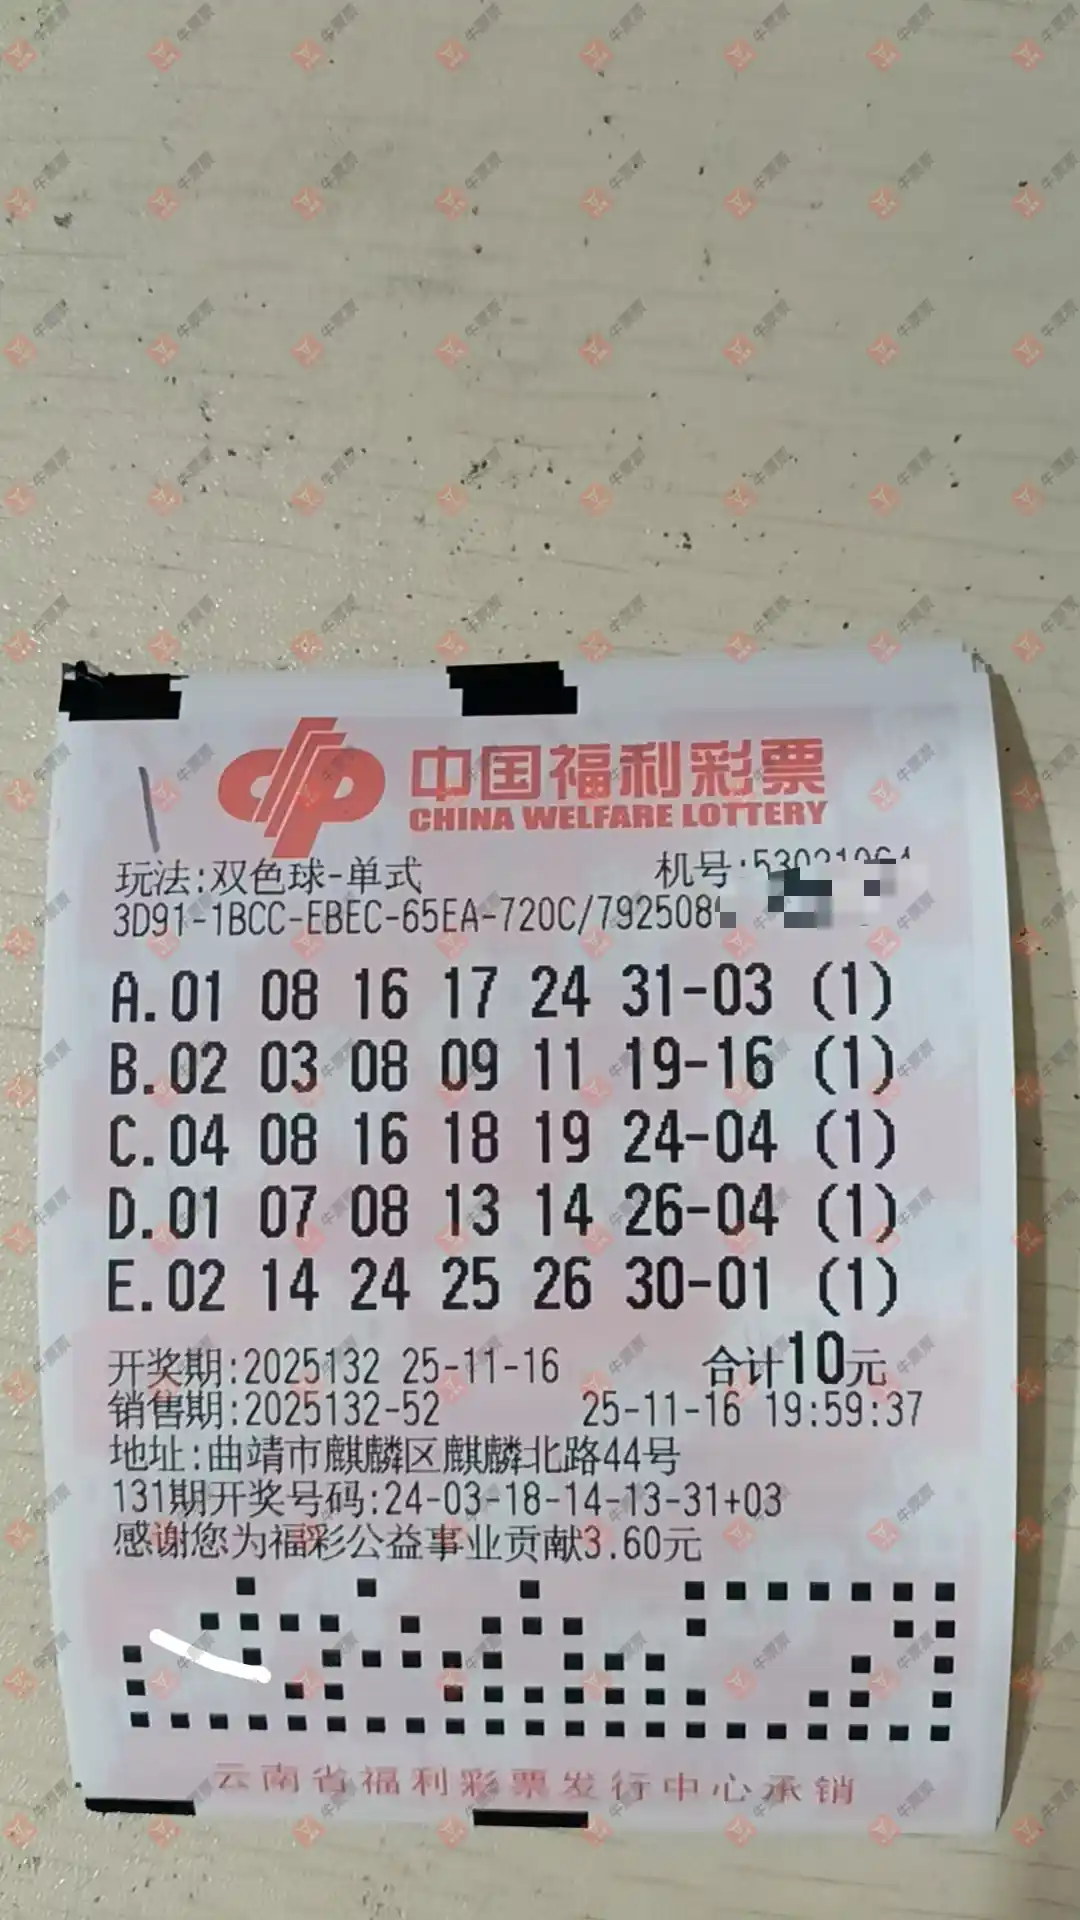 中国福利彩票
CHINA WELFARE LOTTERY
玩法:双色球-单式 机号:53021064
3D91-1BCC-EBEC-65EA-720C/792508
A.01 08 16 17 24 31-03 (1)
B.02 03 08 09 11 19-16 (1)
C.04 08 16 18 19 24-04 (1)
D.01 07 08 13 14 26-04 (1)
E.02 14 24 25 26 30-01 (1)
开奖期:2025132 25-11-16 合计10元
销售期:2025132-52 25-11-16 19:59:37
地址:曲靖市麒麟区麒麟北路44号
131期开奖号码:24-03-18-14-13-31+03
感谢您为福彩公益事业贡献3.60元
云南省福利彩票发行中心承销
牛票票